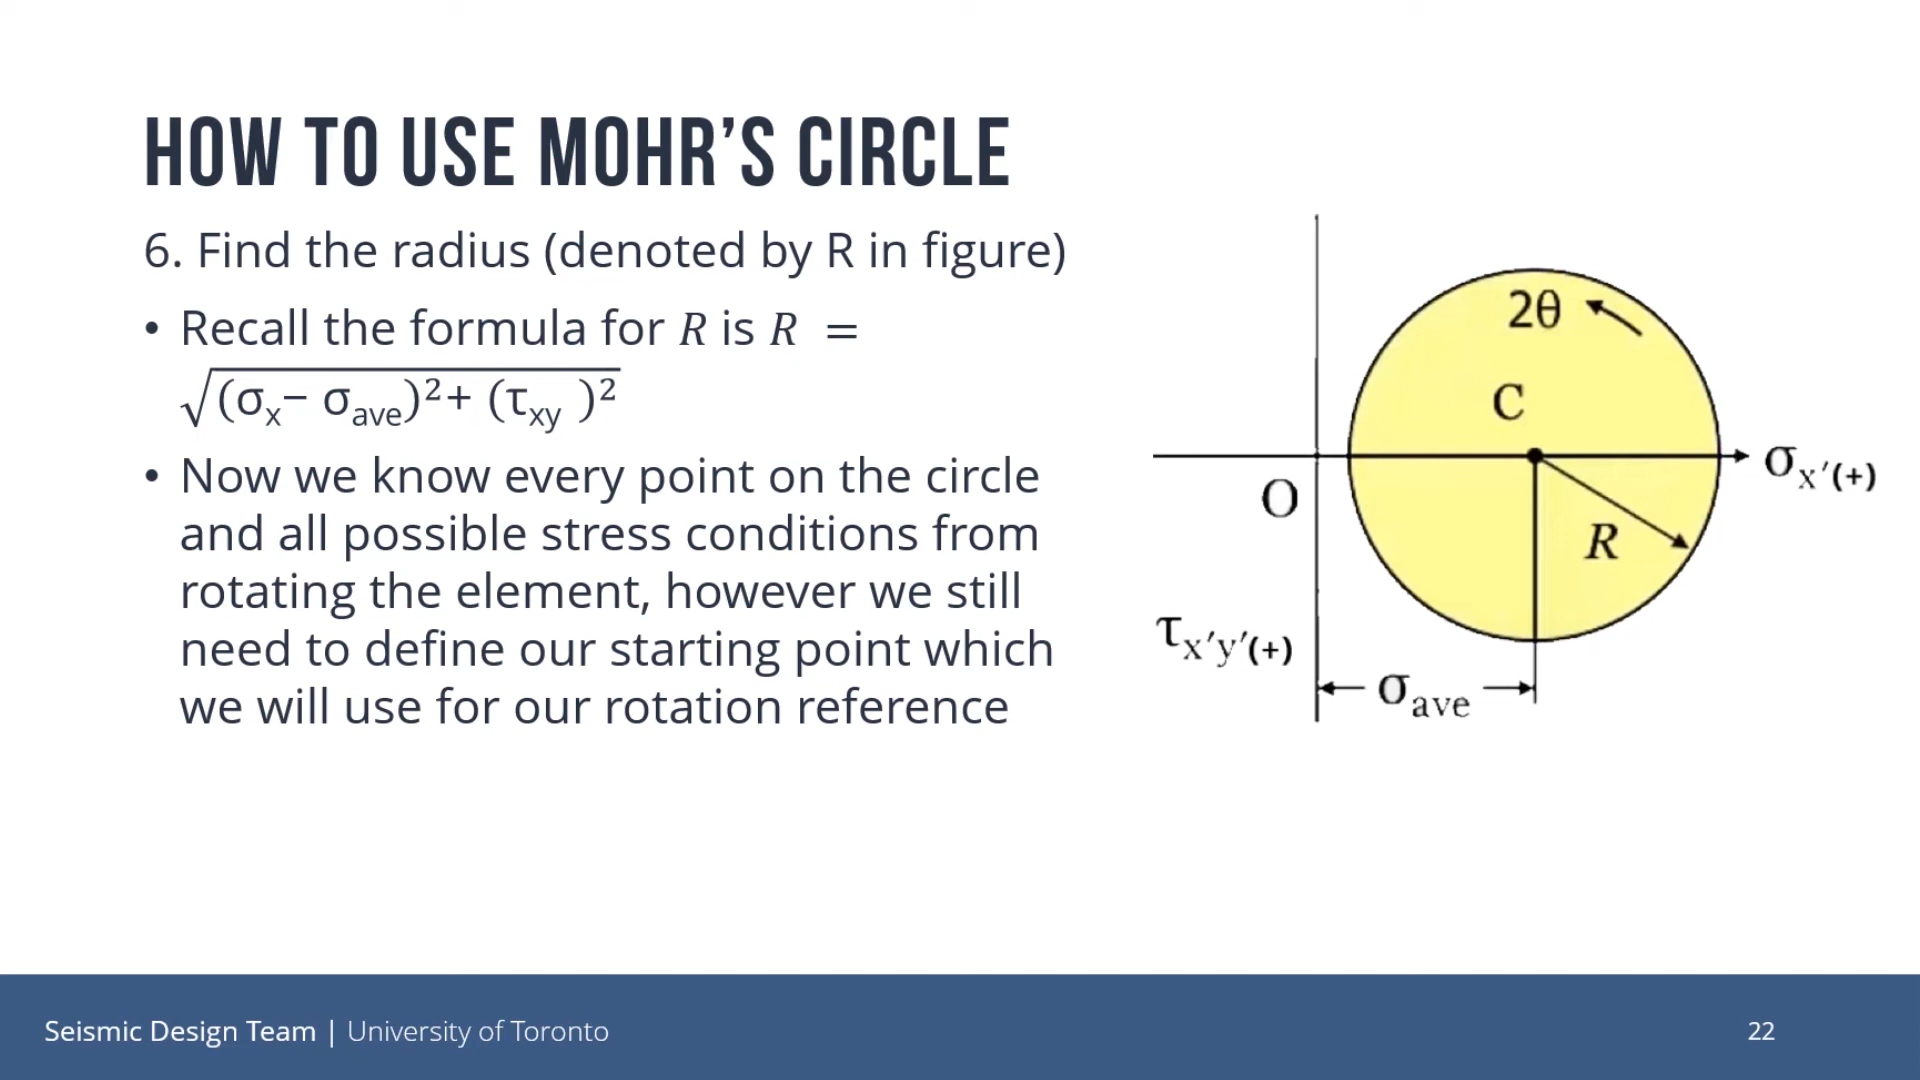 HOW TO USE MOHR’S CIRCLE
6. Find the radius (denoted by R in figure)
• Recall the formula for R is R =
√(σx− σave)²+ (τxy )²
• Now we know every point on the circle
and all possible stress conditions from
rotating the element, however we still
need to define our starting point which
we will use for our rotation reference
2θ
C
σx′(+)
O
R
τx′y′(+)
σave
Seismic Design Team | University of Toronto
22